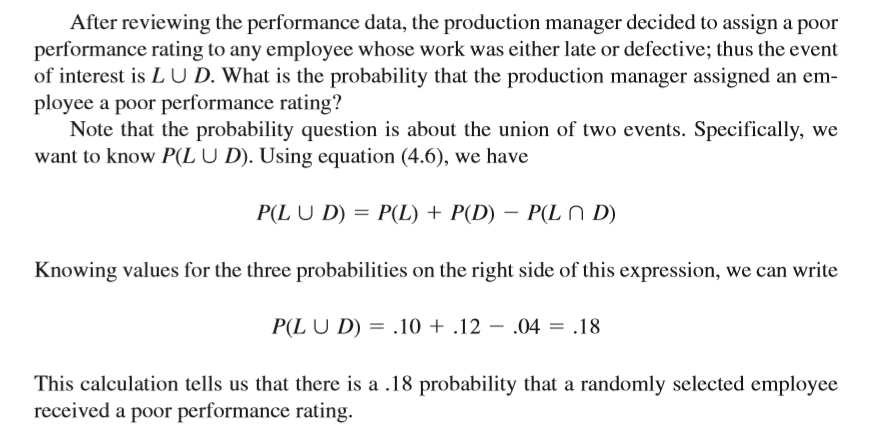 After reviewing the performance data, the production manager decided to assign a poor
performance rating to any employee whose work was either late or defective; thus the event
of interest is L ∪ D. What is the probability that the production manager assigned an em-
ployee a poor performance rating?
Note that the probability question is about the union of two events. Specifically, we
want to know P(L ∪ D). Using equation (4.6), we have
P(L ∪ D) = P(L) + P(D) − P(L ∩ D)
Knowing values for the three probabilities on the right side of this expression, we can write
P(L ∪ D) = .10 + .12 − .04 = .18
This calculation tells us that there is a .18 probability that a randomly selected employee
received a poor performance rating.